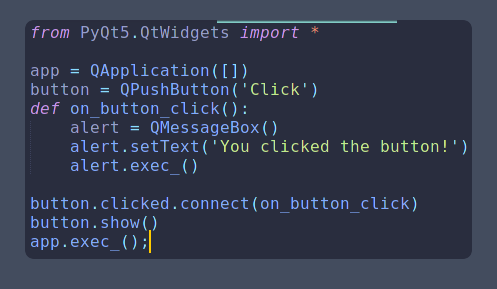 from PyQt5.QtWidgets import *

app = QApplication([])
button = QPushButton('Click')
def on_button_click():
    alert = QMessageBox()
    alert.setText('You clicked the button!')
    alert.exec_()

button.clicked.connect(on_button_click)
button.show()
app.exec_();